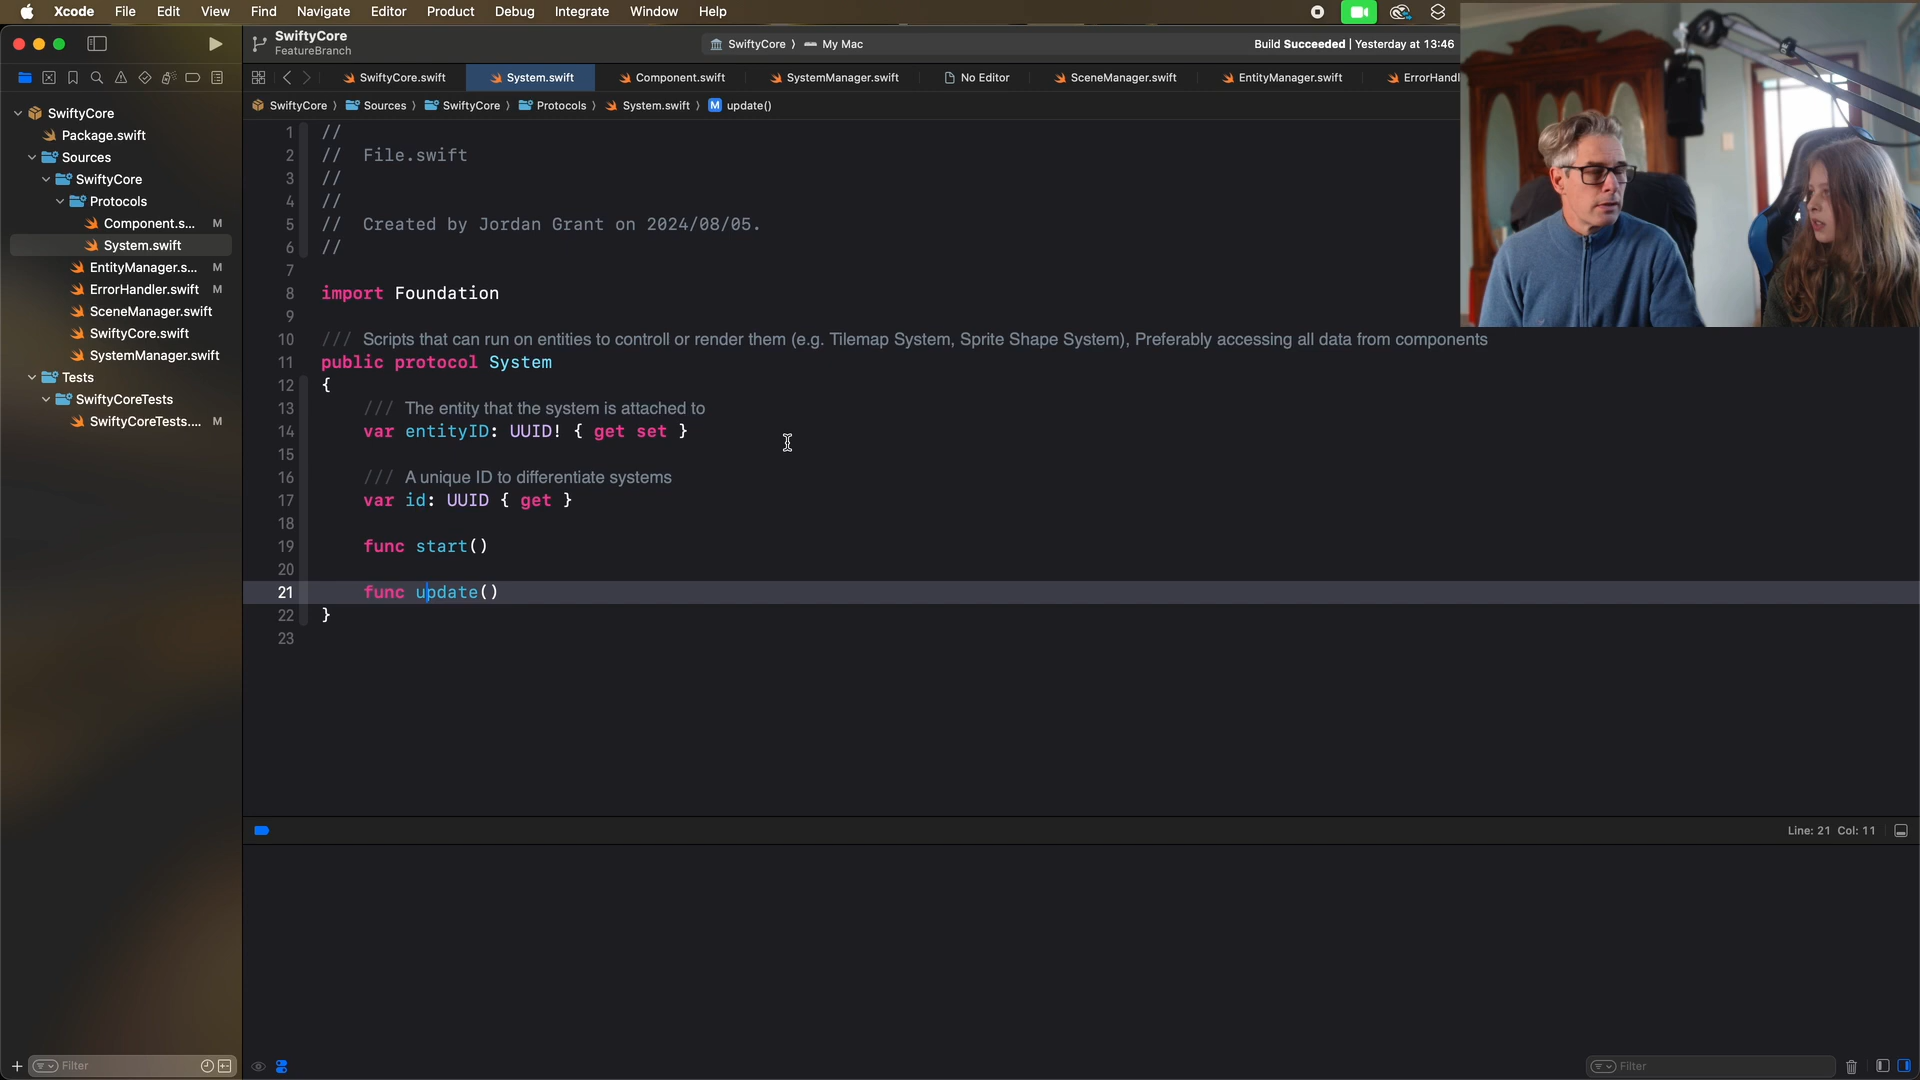 Xcode File Edit View Find Navigate Editor Product Debug Integrate Window Help
SwiftyCore
FeatureBranch
SwiftyCore 〉 My Mac
Build Succeeded | Yesterday at 13:46
SwiftyCore.swift System.swift Component.swift SystemManager.swift No Editor SceneManager.swift EntityManager.swift ErrorHandl
SwiftyCore 〉 Sources 〉 SwiftyCore 〉 Protocols 〉 System.swift 〉 M update()
SwiftyCore
Package.swift
Sources
SwiftyCore
Protocols
Component.s... M
System.swift
EntityManager.s... M
ErrorHandler.swift M
SceneManager.swift
SwiftyCore.swift
SystemManager.swift
Tests
SwiftyCoreTests
SwiftyCoreTests.... M
1 //
2 // File.swift
3 //
4 //
5 // Created by Jordan Grant on 2024/08/05.
6 //
7
8 import Foundation
9
10 /// Scripts that can run on entities to controll or render them (e.g. Tilemap System, Sprite Shape System), Preferably accessing all data from components
11 public protocol System
12 {
13 /// The entity that the system is attached to
14 var entityID: UUID! { get set }
15
16 /// A unique ID to differentiate systems
17 var id: UUID { get }
18
19 func start()
20
21 func update()
22 }
23
Line: 21 Col: 11
Filter
Filter